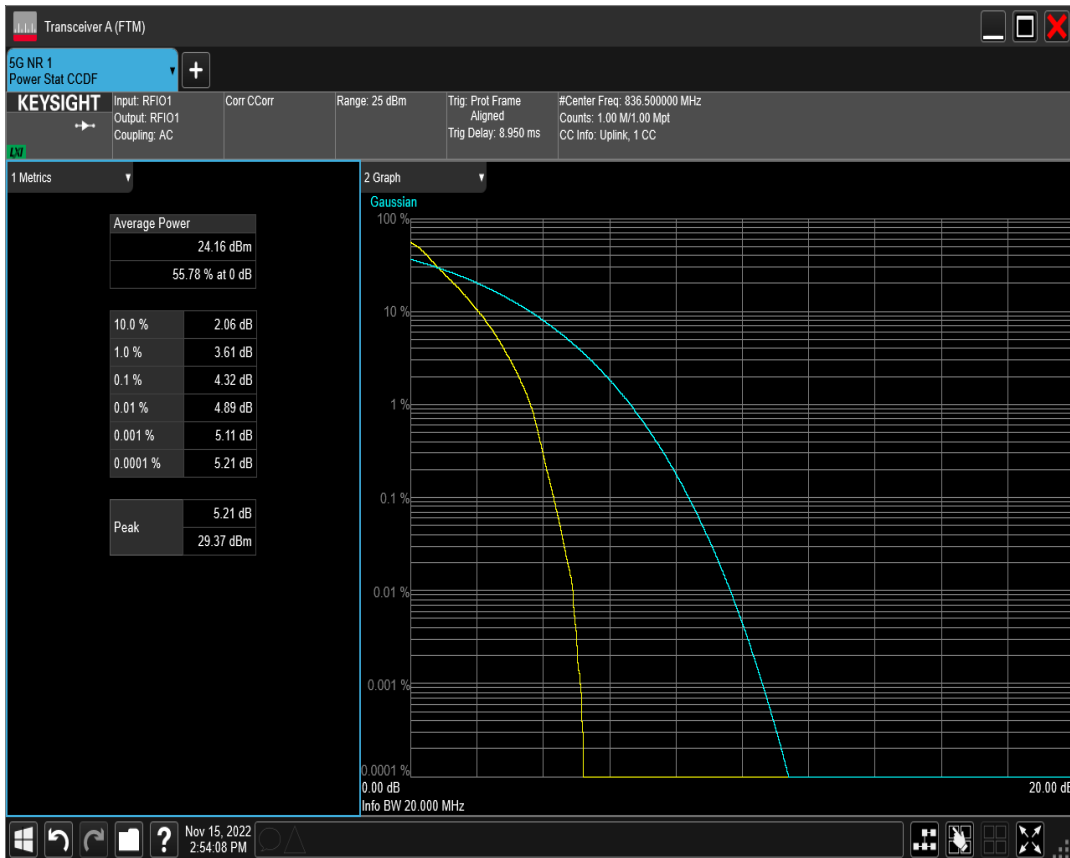 Transceiver A (FTM)
5G NR 1
Power Stat CCDF
+
KEYSIGHT
LXI
Input: RFIO1
Output: RFIO1
Coupling: AC
Corr CCorr
Range: 25 dBm
Trig: Prot Frame
Aligned
Trig Delay: 8.950 ms
#Center Freq: 836.500000 MHz
Counts: 1.00 M/1.00 Mpt
CC Info: Uplink, 1 CC
1 Metrics
Average Power
24.16 dBm
55.78 % at 0 dB
10.0 % 2.06 dB
1.0 % 3.61 dB
0.1 % 4.32 dB
0.01 % 4.89 dB
0.001 % 5.11 dB
0.0001 % 5.21 dB
Peak
5.21 dB
29.37 dBm
2 Graph
Gaussian
100 %
10 %
1 %
0.1 %
0.01 %
0.001 %
0.0001 %
0.00 dB 20.00 dB
Info BW 20.000 MHz
?
Nov 15, 2022
2:54:08 PM